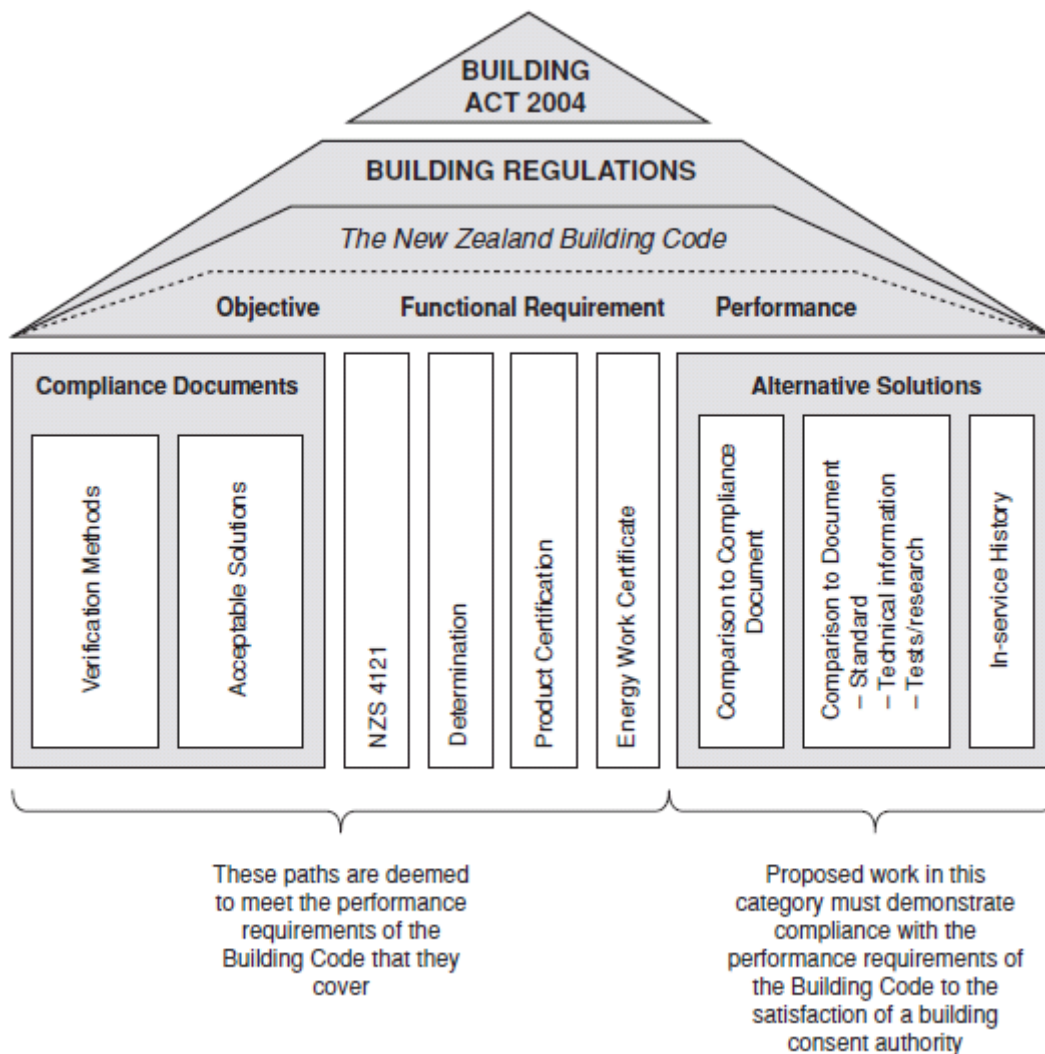 BUILDING
ACT 2004
BUILDING REGULATIONS
The New Zealand Building Code
Objective Functional Requirement Performance
Compliance Documents
Verification Methods
Acceptable Solutions
NZS 4121
Determination
Product Certification
Energy Work Certificate
Alternative Solutions
Comparison to Compliance
Document
Comparison to Document
– Standard
– Technical information
– Tests/research
In-service History
These paths are deemed
to meet the performance
requirements of the
Building Code that they
cover
Proposed work in this
category must demonstrate
compliance with the
performance requirements of
the Building Code to the
satisfaction of a building
consent authority